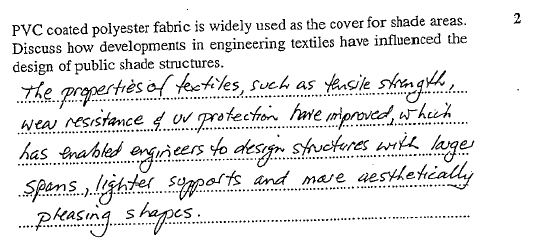 PVC coated polyester fabric is widely used as the cover for shade areas. 2
Discuss how developments in engineering textiles have influenced the
design of public shade structures.
The properties of textiles, such as tensile strength,
wear resistance & uv protection have improved, which
has enabled engineers to design structures with larger
spans, lighter supports and more aesthetically
pleasing shapes.